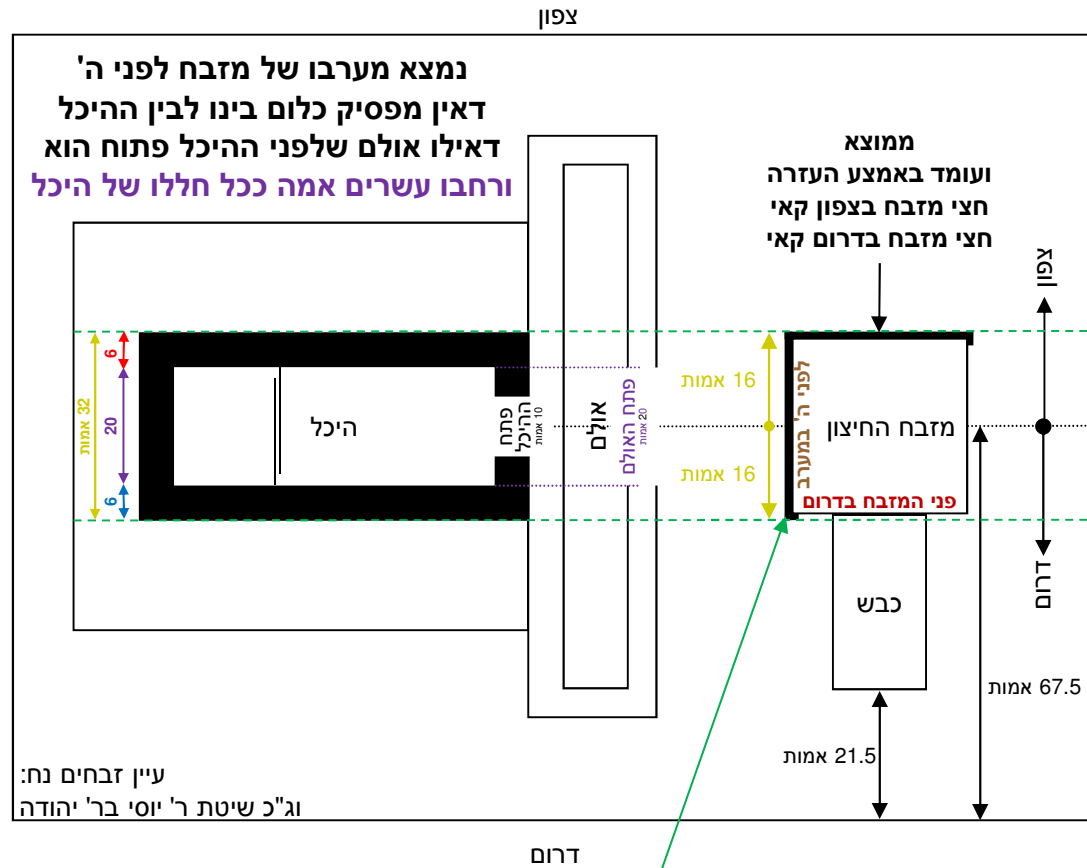 צפון
נמצא מערבו של מזבח לפני ה'
דאין מפסיק כלום בינו לבין ההיכל
דאילו אולם שלפני ההיכל פתוח הוא
ורחבו עשרים אמה ככל חללו של היכל
ממוצא
ועומד באמצע העזרה
חצי מזבח בצפון קאי
חצי מזבח בדרום קאי
צפון
דרום
16 אמות
16 אמות
לפני ה' במערב
מזבח החיצון
פני המזבח בדרום
כבש
67.5 אמות
21.5 אמות
אולם
פתח האולם
20 אמות
פתח
ההיכל
10 אמות
היכל
6
20
6
32 אמות
עיין זבחים נח:
וג"כ שיטת ר' יוסי בר' יהודה
דרום